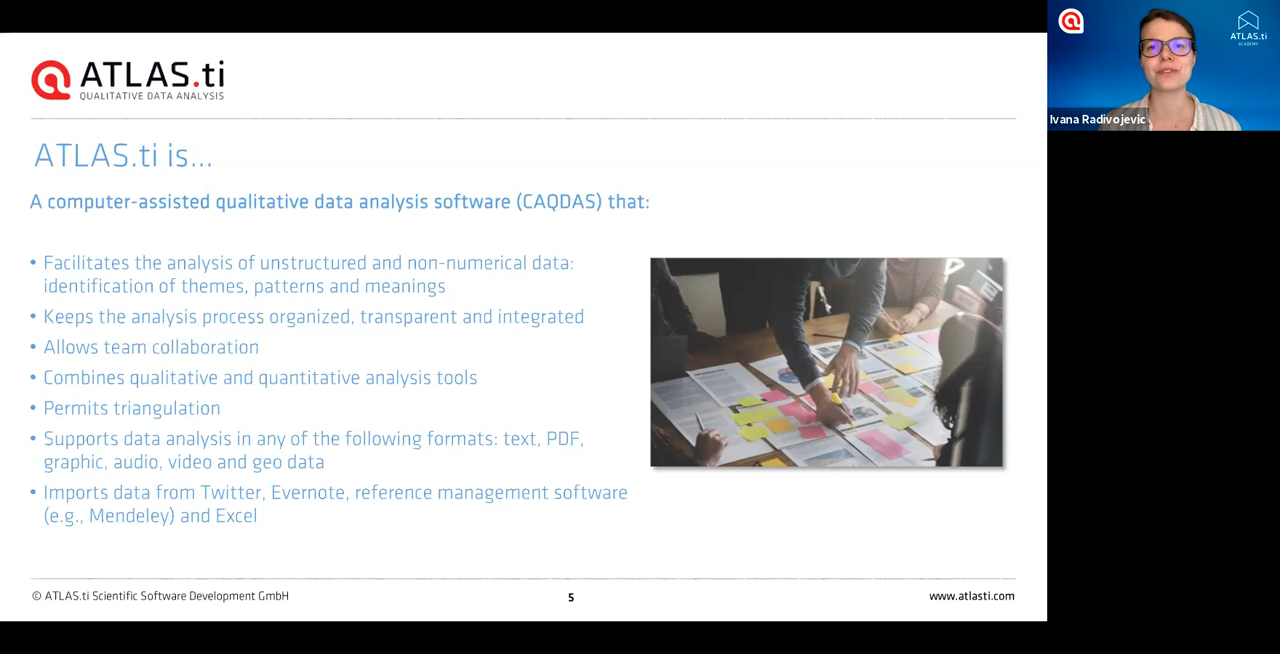 ATLAS.ti
QUALITATIVE DATA ANALYSIS
ATLAS.ti is...
A computer-assisted qualitative data analysis software (CAQDAS) that:
• Facilitates the analysis of unstructured and non-numerical data:
identification of themes, patterns and meanings
• Keeps the analysis process organized, transparent and integrated
• Allows team collaboration
• Combines qualitative and quantitative analysis tools
• Permits triangulation
• Supports data analysis in any of the following formats: text, PDF,
graphic, audio, video and geo data
• Imports data from Twitter, Evernote, reference management software
(e.g., Mendeley) and Excel
© ATLAS.ti Scientific Software Development GmbH
5
www.atlasti.com
ATLAS.ti
ACADEMY
Ivana Radivojevic